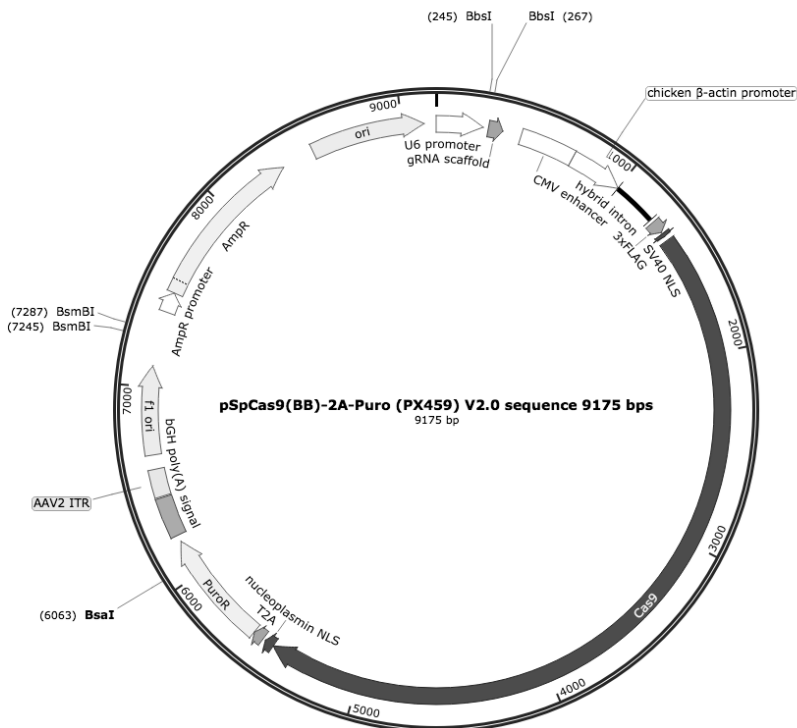 (245) BbsI
BbsI (267)
chicken β-actin promoter
9000
1000
ori
U6 promoter
gRNA scaffold
CMV enhancer
hybrid intron
3xFLAG
SV40 NLS
8000
AmpR
2000
(7287) BsmBI
(7245) BsmBI
AmpR promoter
7000
pSpCas9(BB)-2A-Puro (PX459) V2.0 sequence 9175 bps
9175 bp
f1 ori
bGH poly(A) signal
AAV2 ITR
3000
nucleoplasmin NLS
T2A
PuroR
6000
(6063) BsaI
Cas9
4000
5000